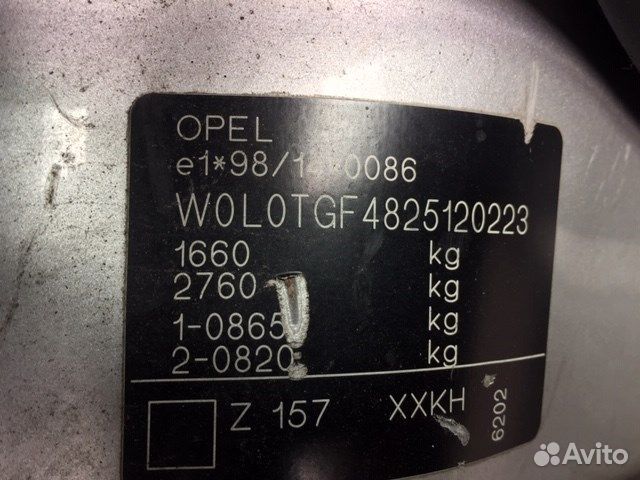 OPEL
e1*98/1 0086
W0L0TGF4825120223
1660 kg
2760 kg
1-0865 kg
2-0820 kg
Z 157 XXKH
6202
Avito